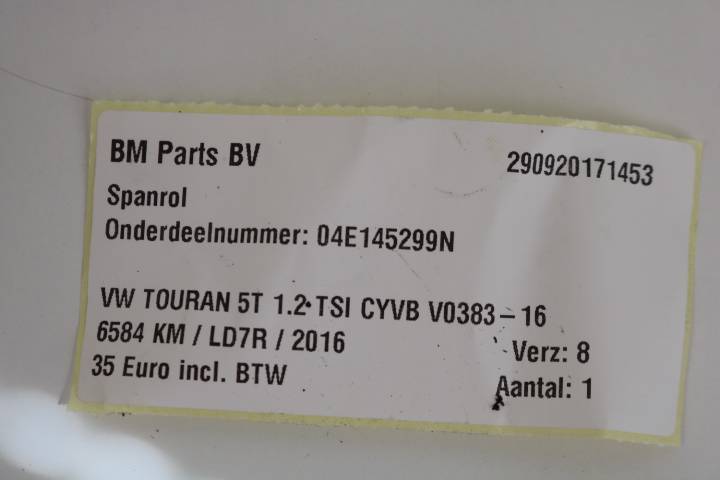 BM Parts BV 290920171453
Spanrol
Onderdeelnummer: 04E145299N
VW TOURAN 5T 1.2 TSI CYVB V0383-16
6584 KM / LD7R / 2016 Verz: 8
35 Euro incl. BTW Aantal: 1